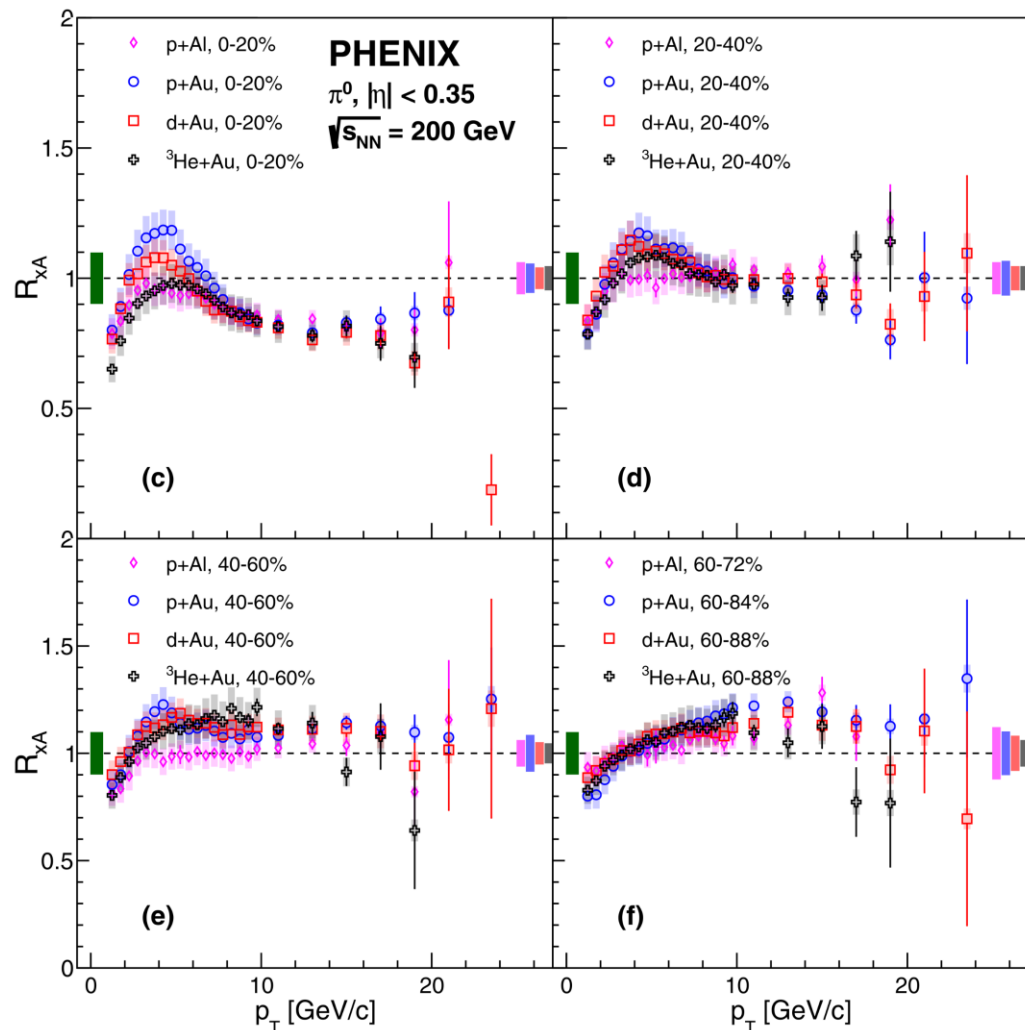 2
p+Al, 0-20%
p+Au, 0-20%
d+Au, 0-20%
³He+Au, 0-20%
PHENIX
π⁰, |η| < 0.35
√s_NN = 200 GeV
p+Al, 20-40%
p+Au, 20-40%
d+Au, 20-40%
³He+Au, 20-40%
1.5
R_xA
1
0.5
(c)
(d)
2
p+Al, 40-60%
p+Au, 40-60%
d+Au, 40-60%
³He+Au, 40-60%
p+Al, 60-72%
p+Au, 60-84%
d+Au, 60-88%
³He+Au, 60-88%
1.5
R_xA
1
0.5
(e)
(f)
0
0 10 20 0 10 20
p_T [GeV/c] p_T [GeV/c]